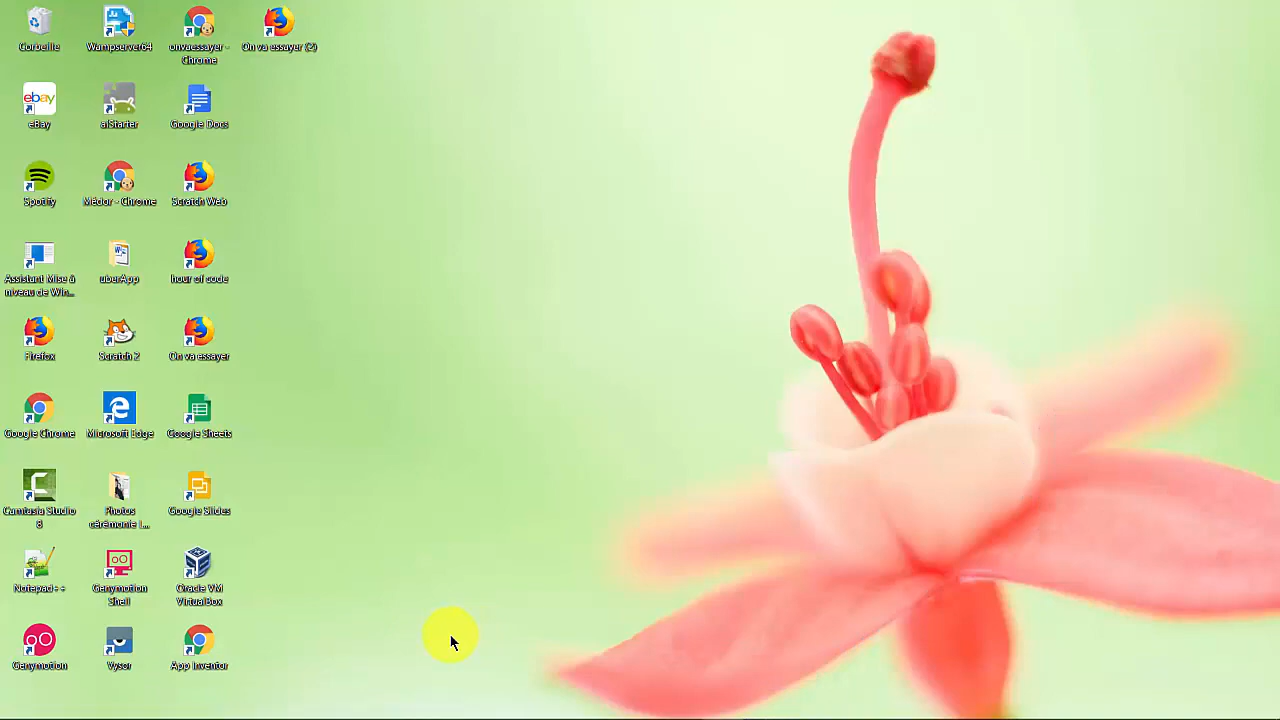 Corbeille
Wampserver64
onvaessayer -
Chrome
On va essayer (2)
ebay
eBay
aiStarter
Google Docs
Spotify
Médor - Chrome
Scratch Web
Assistant Mise à
niveau de Win...
uberApp
hour of code
Firefox
Scratch 2
On va essayer
Google Chrome
Microsoft Edge
Google Sheets
Camtasia Studio
8
Photos
cérémonie l...
Google Slides
Notepad++
Genymotion
Shell
Oracle VM
VirtualBox
Genymotion
Vysor
App Inventor